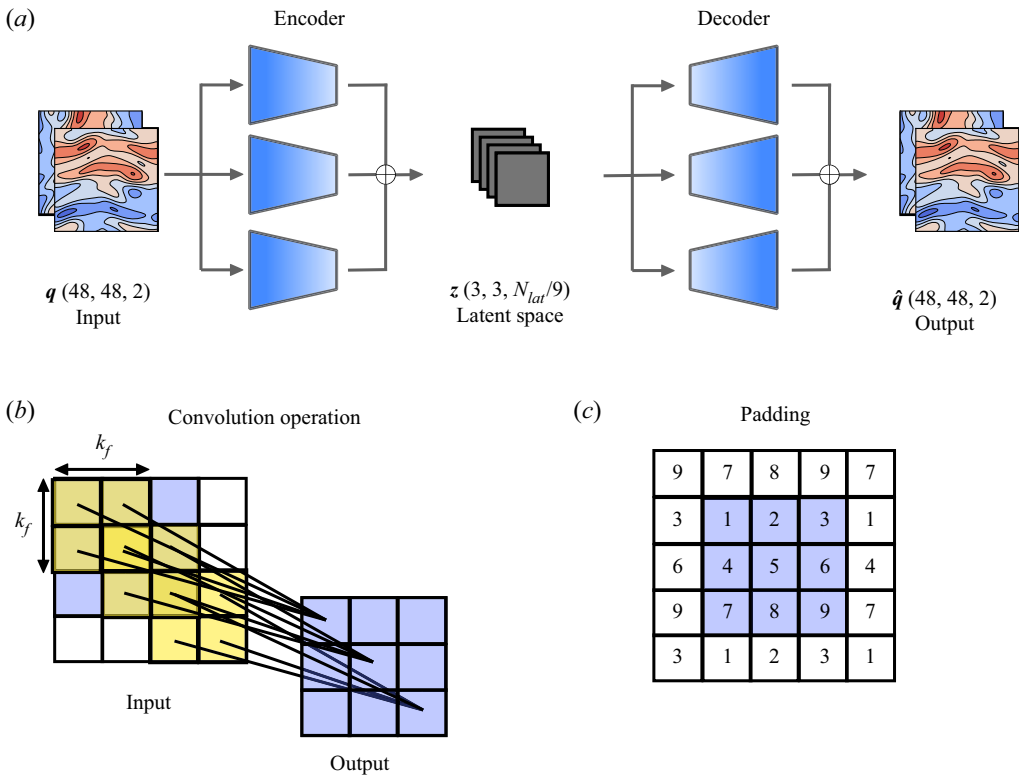 (a)
Encoder
Decoder
q (48, 48, 2)
Input
z (3, 3, N_lat/9)
Latent space
q̂ (48, 48, 2)
Output
(b)
Convolution operation
k_f
k_f
Input
Output
(c)
Padding
9 7 8 9 7
3 1 2 3 1
6 4 5 6 4
9 7 8 9 7
3 1 2 3 1